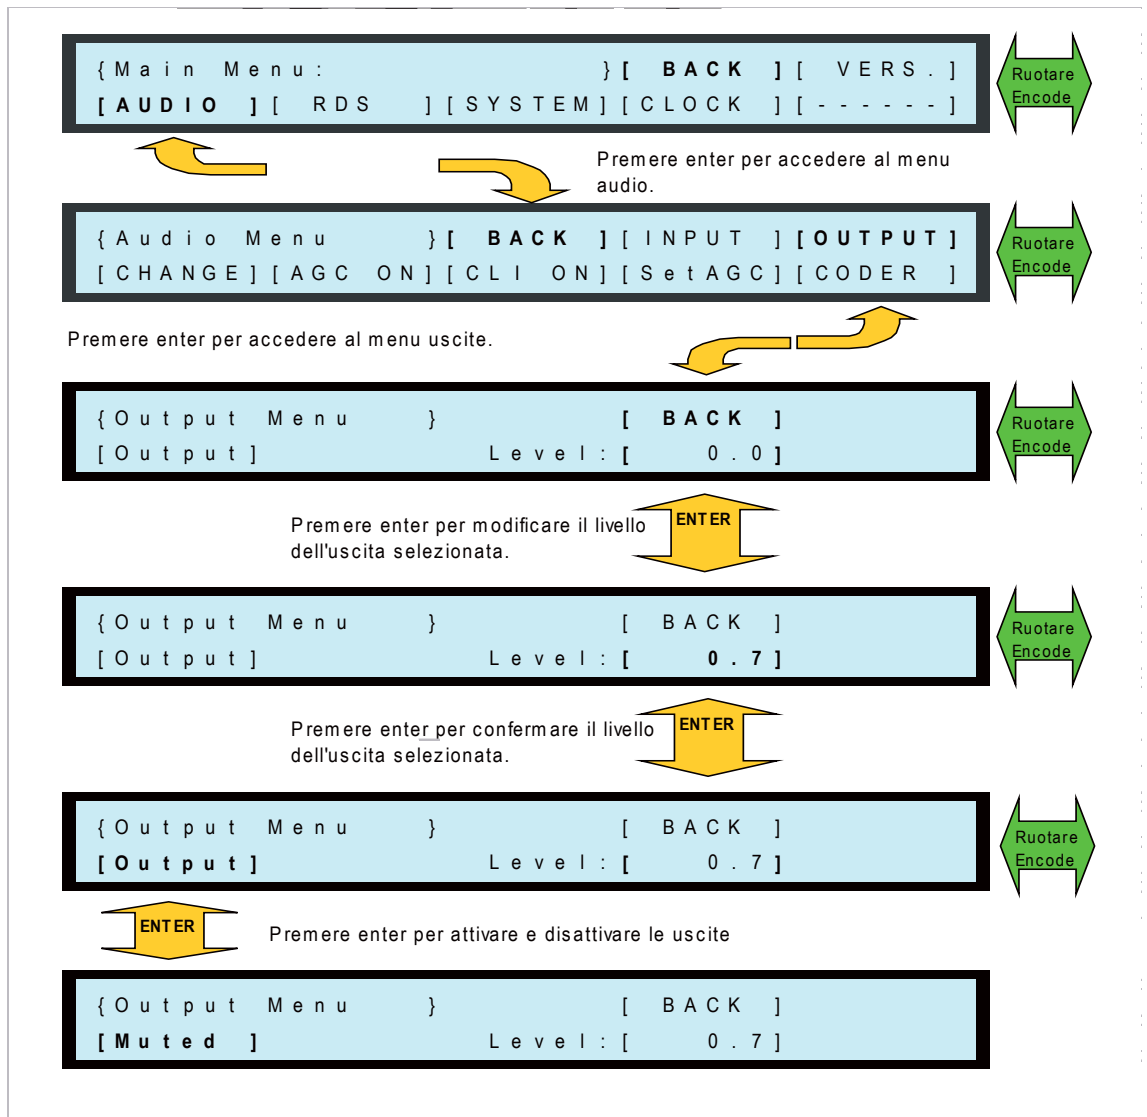 {Main Menu: }[ BACK ][ VERS.]
[AUDIO ][ RDS ][SYSTEM][CLOCK ][------]
Ruotare
Encode
Premere enter per accedere al menu
audio.
{Audio Menu }[ BACK ][INPUT ][OUTPUT]
[CHANGE][AGC ON][CLI ON][SetAGC][CODER ]
Ruotare
Encode
Premere enter per accedere al menu uscite.
{Output Menu } [ BACK ]
[Output] Level:[ 0.0]
Ruotare
Encode
Premere enter per modificare il livello
dell'uscita selezionata.
ENTER
{Output Menu } [ BACK ]
[Output] Level:[ 0.7]
Ruotare
Encode
Premere enter per confermare il livello
dell'uscita selezionata.
ENTER
{Output Menu } [ BACK ]
[Output] Level:[ 0.7]
Ruotare
Encode
ENTER
Premere enter per attivare e disattivare le uscite
{Output Menu } [ BACK ]
[Muted ] Level:[ 0.7]